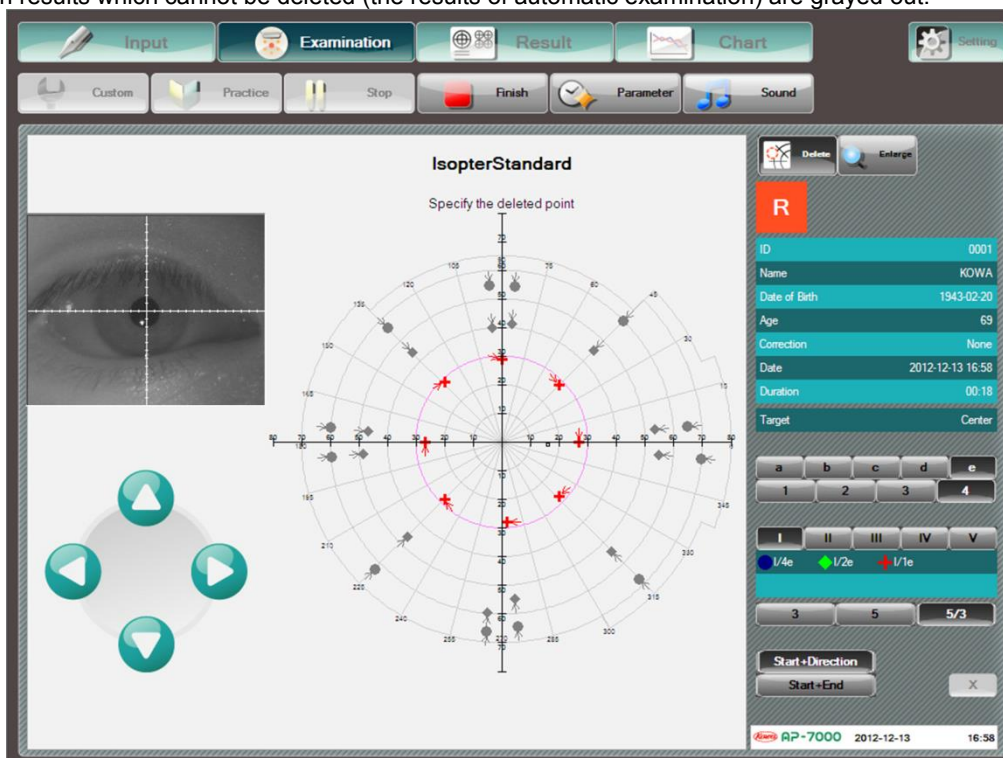 n results which cannot be deleted (the results of automatic examination) are grayed out.
Input Examination Result Chart Setting
Custom Practice Stop Finish Parameter Sound
IsopterStandard
Specify the deleted point
Delete Enlarge
R
ID 0001
Name KOWA
Date of Birth 1943-02-20
Age 69
Correction None
Date 2012-12-13 16:58
Duration 00:18
Target Center
a b c d e
1 2 3 4
I II III IV V
I/4e I/2e I/1e
3 5 5/3
Start+Direction
Start+End X
Kowa AP-7000 2012-12-13 16:58